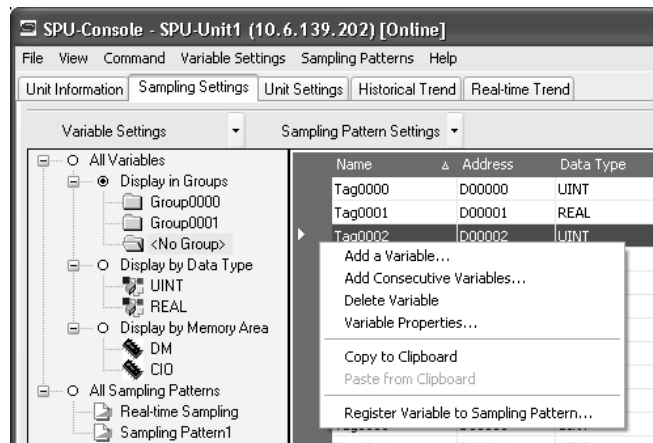 SPU-Console - SPU-Unit1 (10.6.139.202) [Online]
File View Command Variable Settings Sampling Patterns Help
Unit Information Sampling Settings Unit Settings Historical Trend Real-time Trend
Variable Settings Sampling Pattern Settings
All Variables
Display in Groups
Group0000
Group0001
<No Group>
Display by Data Type
UINT
REAL
Display by Memory Area
DM
CIO
All Sampling Patterns
Real-time Sampling
Sampling Pattern1
Name Address Data Type
Tag0000 D00000 UINT
Tag0001 D00001 REAL
Tag0002 D00002 UINT
Add a Variable...
Add Consecutive Variables...
Delete Variable
Variable Properties...
Copy to Clipboard
Paste from Clipboard
Register Variable to Sampling Pattern...